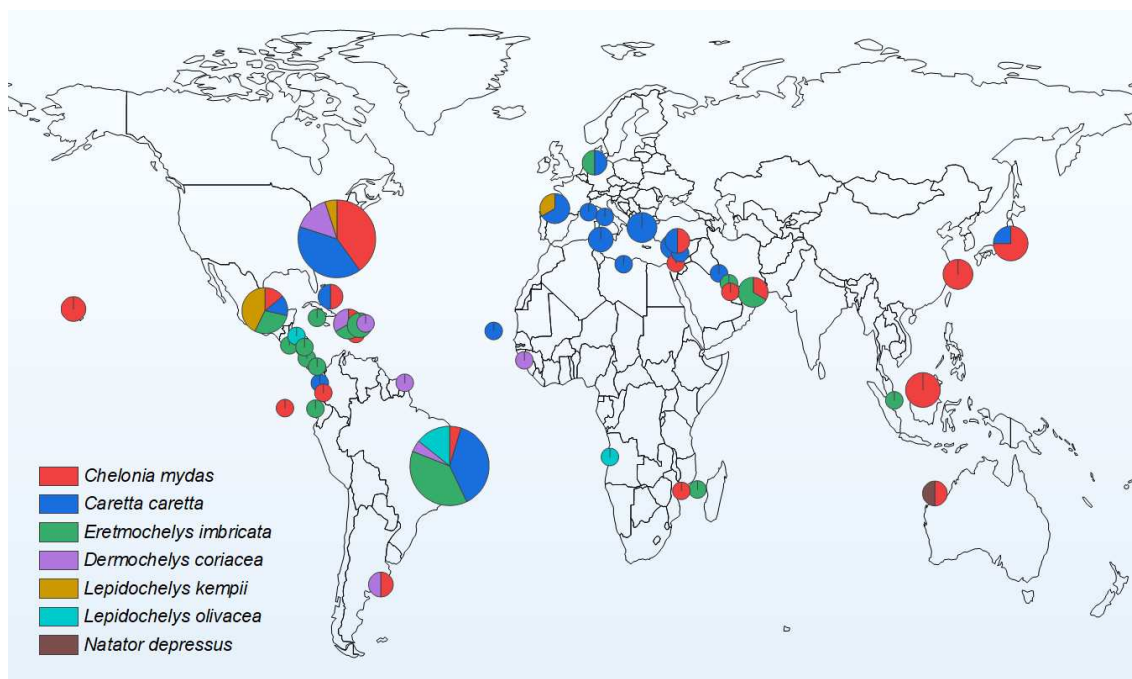 Chelonia mydas
Caretta caretta
Eretmochelys imbricata
Dermochelys coriacea
Lepidochelys kempii
Lepidochelys olivacea
Natator depressus